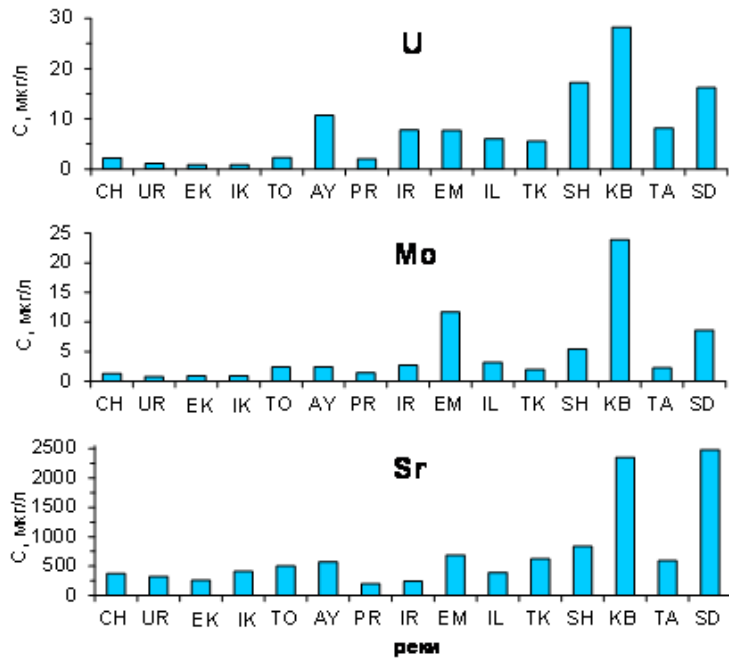 U
С, мкг/л
30
20
10
0
CH UR EK IK TO AY PR IR EM IL TK SH KB TA SD
Mo
С, мкг/л
25
20
15
10
5
0
CH UR EK IK TO AY PR IR EM IL TK SH KB TA SD
Sr
С, мкг/л
2500
2000
1500
1000
500
0
CH UR EK IK TO AY PR IR EM IL TK SH KB TA SD
реки